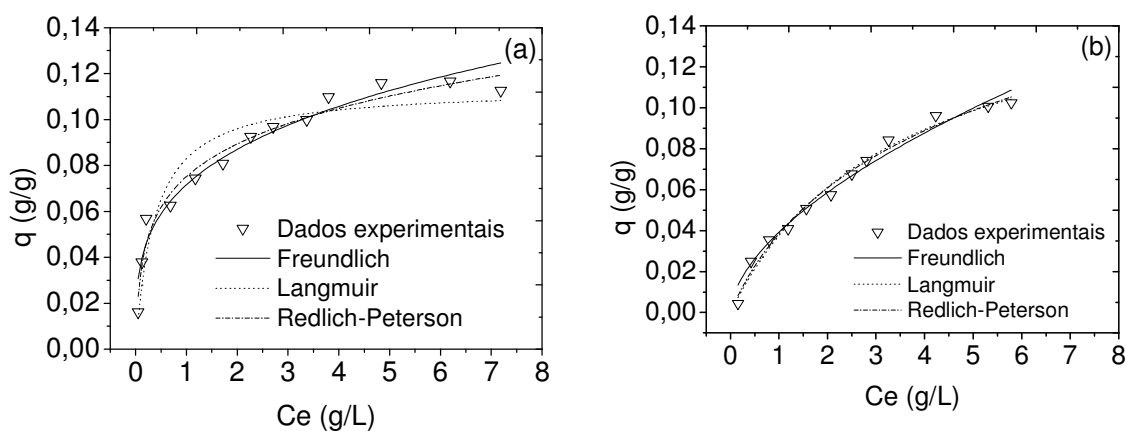 (a)
q (g/g)
0,14
0,12
0,10
0,08
0,06
0,04
0,02
0,00
Dados experimentais
Freundlich
Langmuir
Redlich-Peterson
0 1 2 3 4 5 6 7 8
Ce (g/L)
(b)
q (g/g)
0,14
0,12
0,10
0,08
0,06
0,04
0,02
0,00
Dados experimentais
Freundlich
Langmuir
Redlich-Peterson
0 1 2 3 4 5 6 7 8
Ce (g/L)